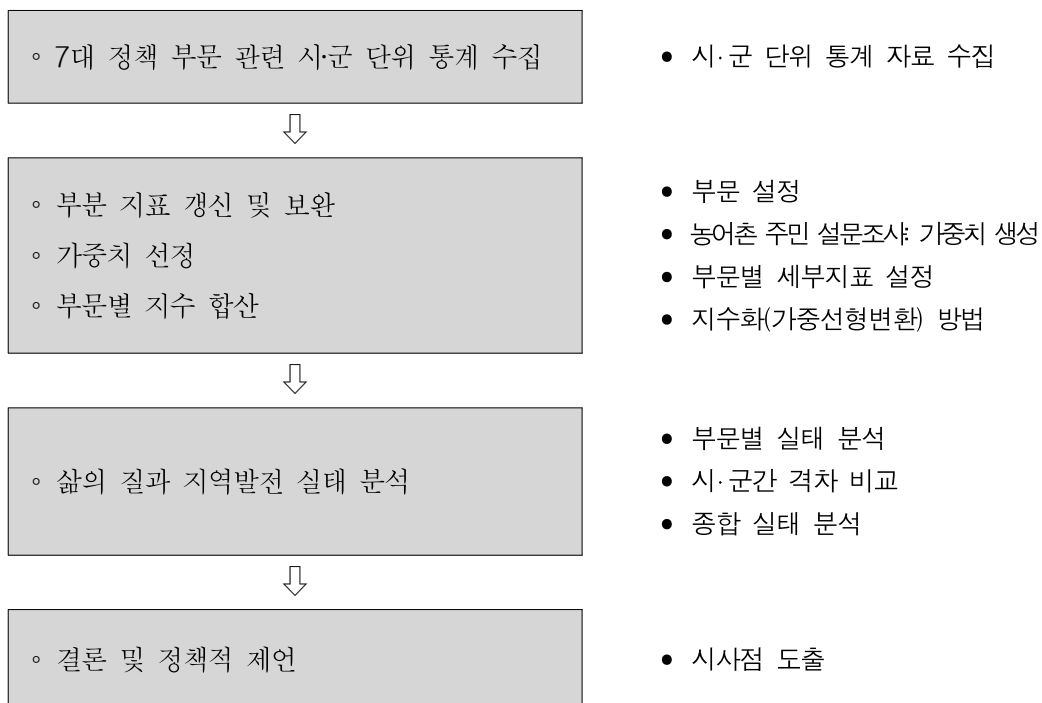 ◦ 7대 정책 부문 관련 시·군 단위 통계 수집
● 시·군 단위 통계 자료 수집
◦ 부분 지표 갱신 및 보완
◦ 가중치 선정
◦ 부문별 지수 합산
● 부문 설정
● 농어촌 주민 설문조사: 가중치 생성
● 부문별 세부지표 설정
● 지수화(가중선형변환) 방법
◦ 삶의 질과 지역발전 실태 분석
● 부문별 실태 분석
● 시·군간 격차 비교
● 종합 실태 분석
◦ 결론 및 정책적 제언
● 시사점 도출